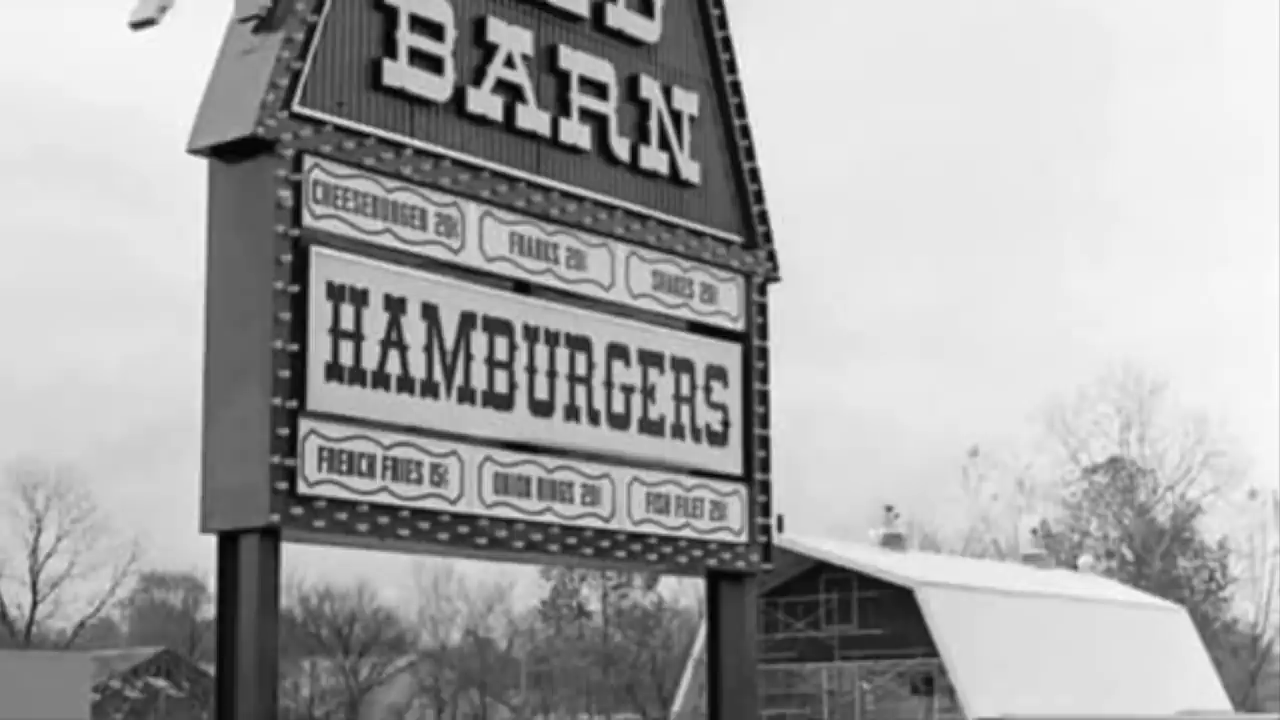 BARN
CHEESEBURGER 20¢
FRANKS 20¢
SHAKES 20¢
HAMBURGERS
FRENCH FRIES 15¢
ONION RINGS 20¢
FISH FILET 20¢